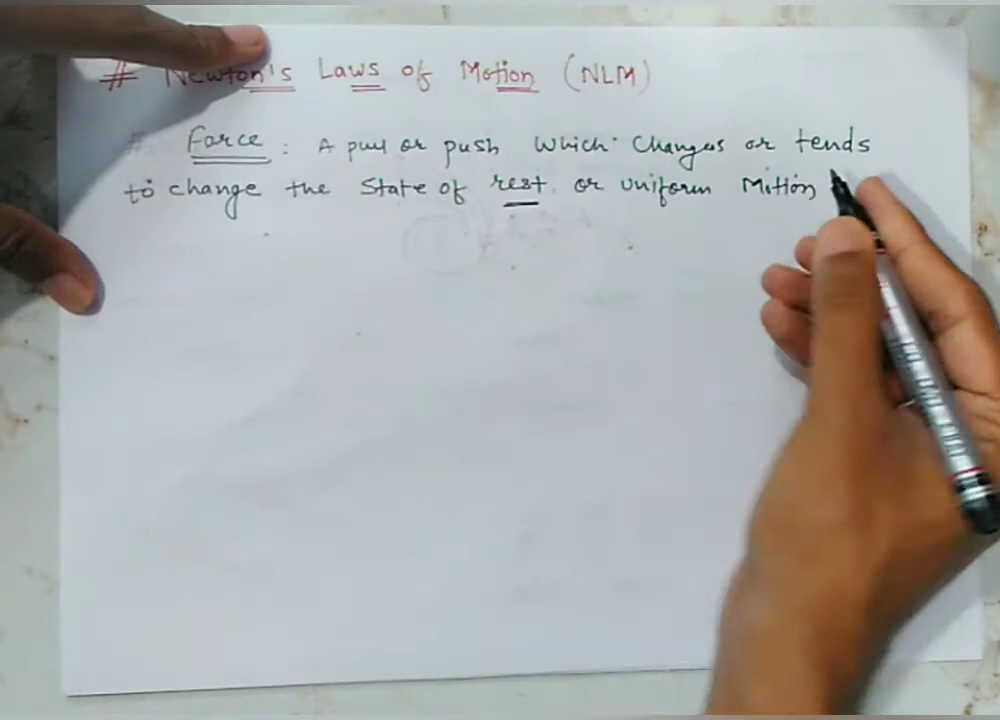 # Newton's Laws of Motion (NLM)
# Force : A pull or push which changes or tends
to change the State of rest or uniform Motion